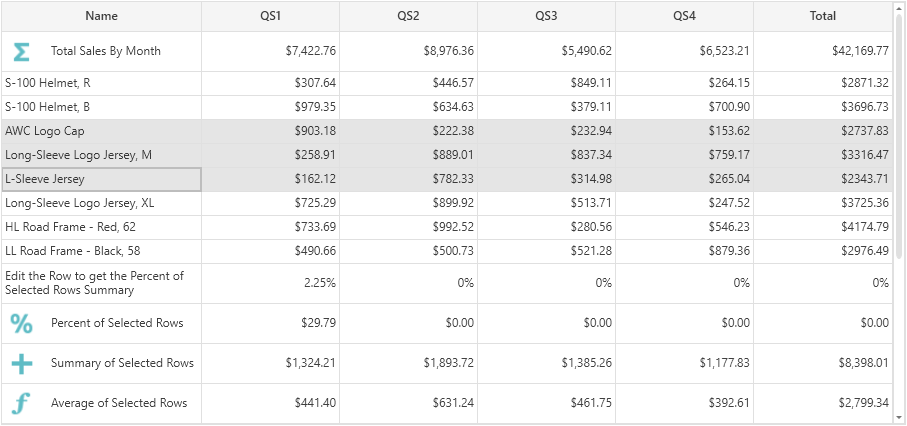 Name QS1 QS2 QS3 QS4 Total
Total Sales By Month $7,422.76 $8,976.36 $5,490.62 $6,523.21 $42,169.77
S-100 Helmet, R $307.64 $446.57 $849.11 $264.15 $2871.32
S-100 Helmet, B $979.35 $634.63 $379.11 $700.90 $3696.73
AWC Logo Cap $903.18 $222.38 $232.94 $153.62 $2737.83
Long-Sleeve Logo Jersey, M $258.91 $889.01 $837.34 $759.17 $3316.47
L-Sleeve Jersey $162.12 $782.33 $314.98 $265.04 $2343.71
Long-Sleeve Logo Jersey, XL $725.29 $899.92 $513.71 $247.52 $3725.36
HL Road Frame - Red, 62 $733.69 $992.52 $280.56 $546.23 $4174.79
LL Road Frame - Black, 58 $490.66 $500.73 $521.28 $879.36 $2976.49
Edit the Row to get the Percent of
Selected Rows Summary 2.25% 0% 0% 0% 0%
% Percent of Selected Rows $29.79 $0.00 $0.00 $0.00 $0.00
Summary of Selected Rows $1,324.21 $1,893.72 $1,385.26 $1,177.83 $8,398.01
Average of Selected Rows $441.40 $631.24 $461.75 $392.61 $2,799.34